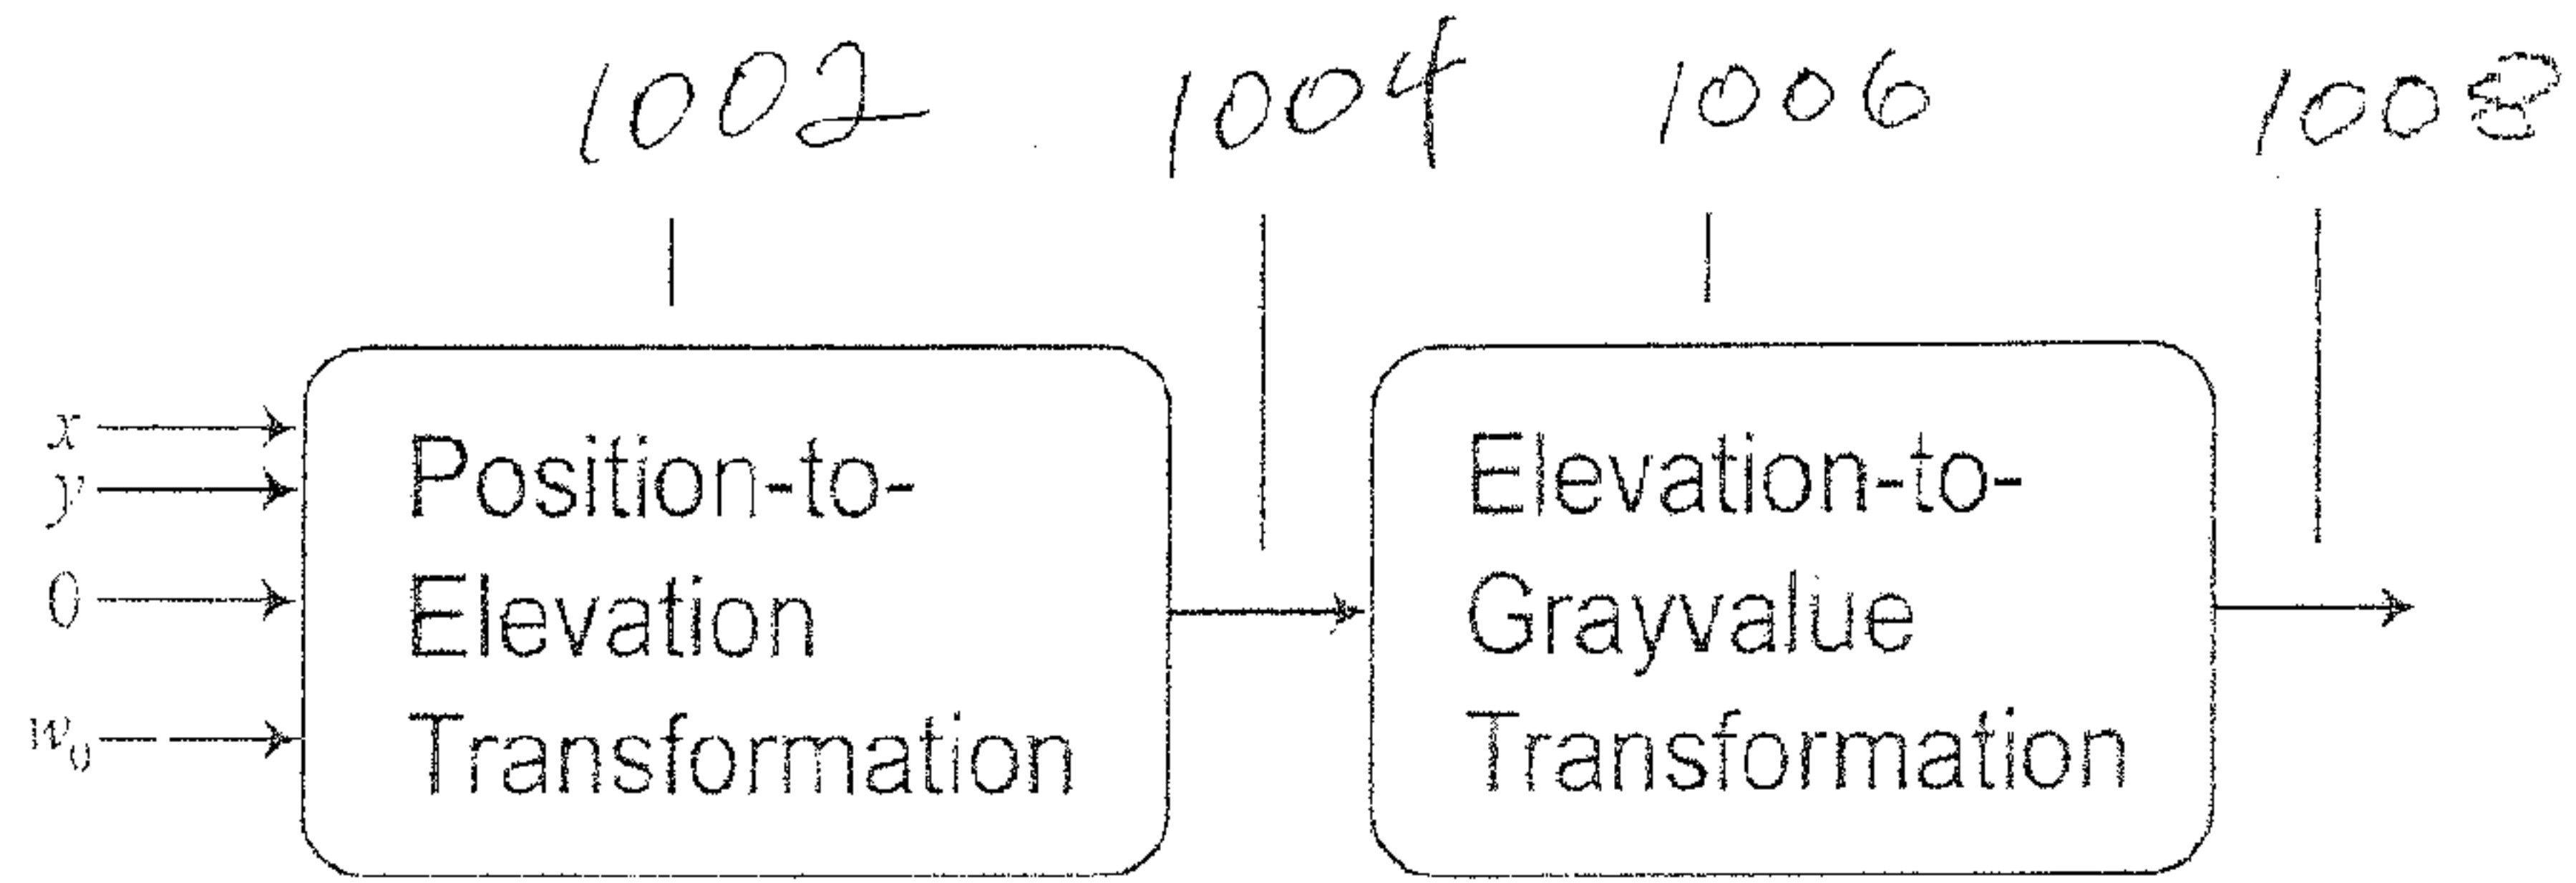 1002 1004 1006 1008
x
y
0
w₀
Position-to-
Elevation
Transformation
Elevation-to-
Grayvalue
Transformation